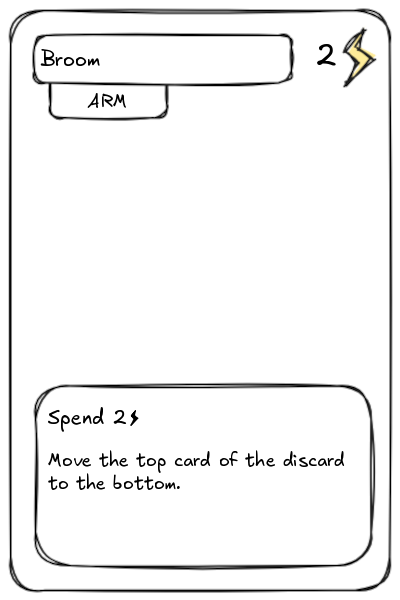 Broom
2⚡
ARM
Spend 2⚡
Move the top card of the discard
to the bottom.